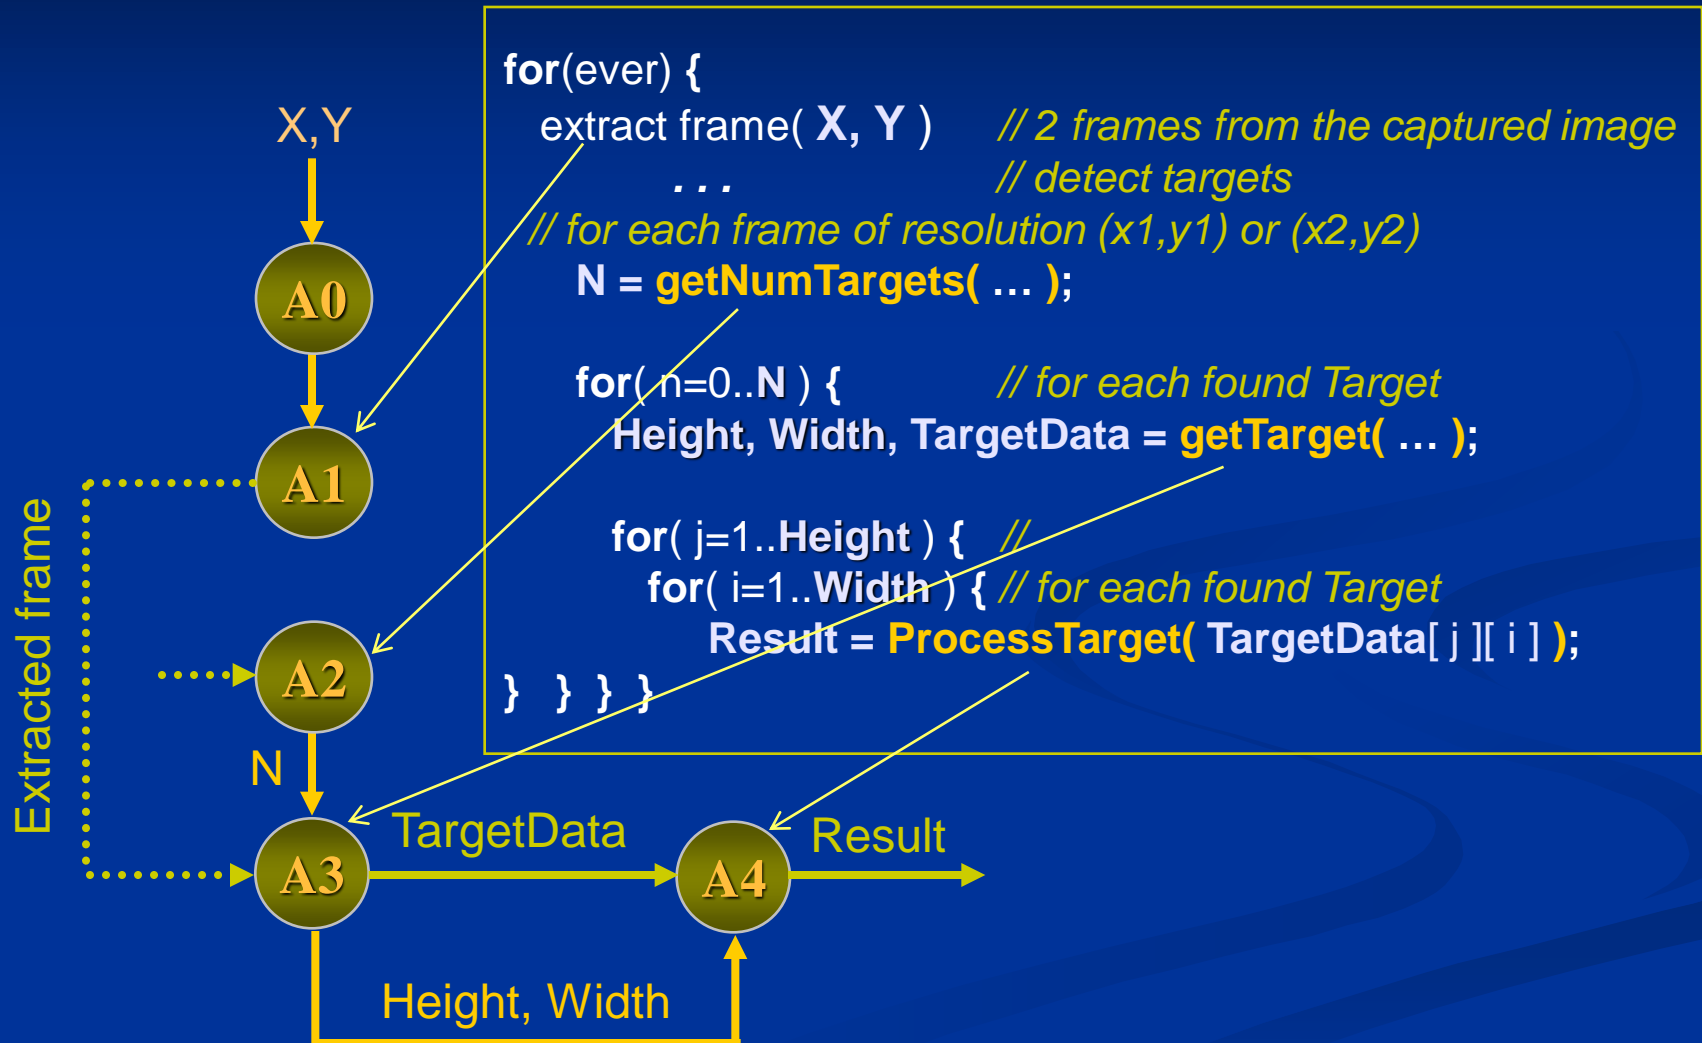 for(ever) {
extract frame( X, Y ) // 2 frames from the captured image
. . . // detect targets
// for each frame of resolution (x1,y1) or (x2,y2)
N = getNumTargets( ... );
for( n=0..N ) { // for each found Target
Height, Width, TargetData = getTarget( ... );
for( j=1..Height ) { //
for( i=1..Width ) { // for each found Target
Result = ProcessTarget( TargetData[ j ][ i ] );
} } } }
X,Y
A0
A1
Extracted frame
A2
N
A3
TargetData
A4
Result
Height, Width